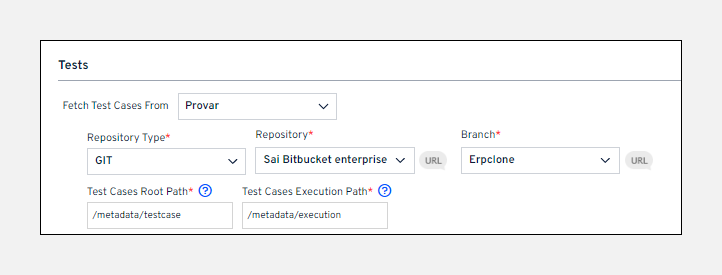 Tests
Fetch Test Cases From Provar
Repository Type* Repository* Branch*
GIT Sai Bitbucket enterprise URL Erpclone URL
Test Cases Root Path* ? Test Cases Execution Path* ?
/metadata/testcase /metadata/execution